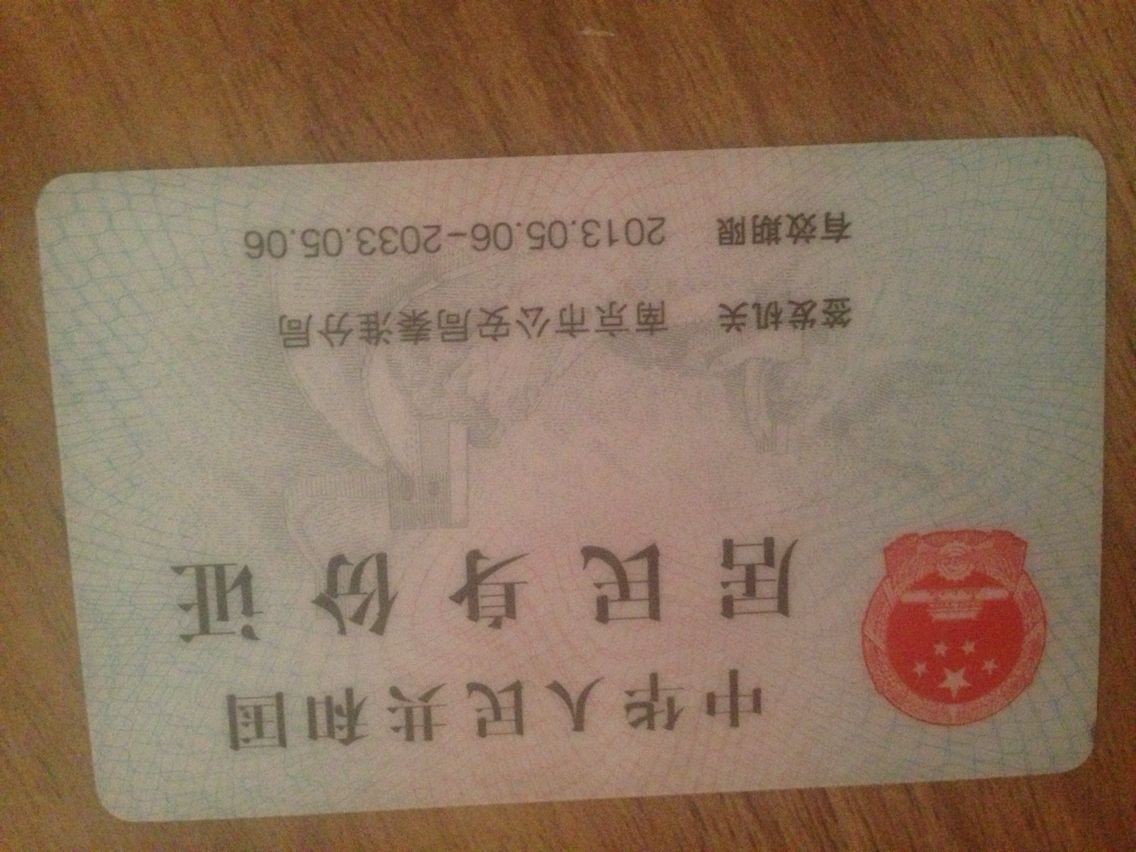 中华人民共和国
居民身份证
签发机关 南京市公安局秦淮分局
有效期限 2013.05.06-2033.05.06